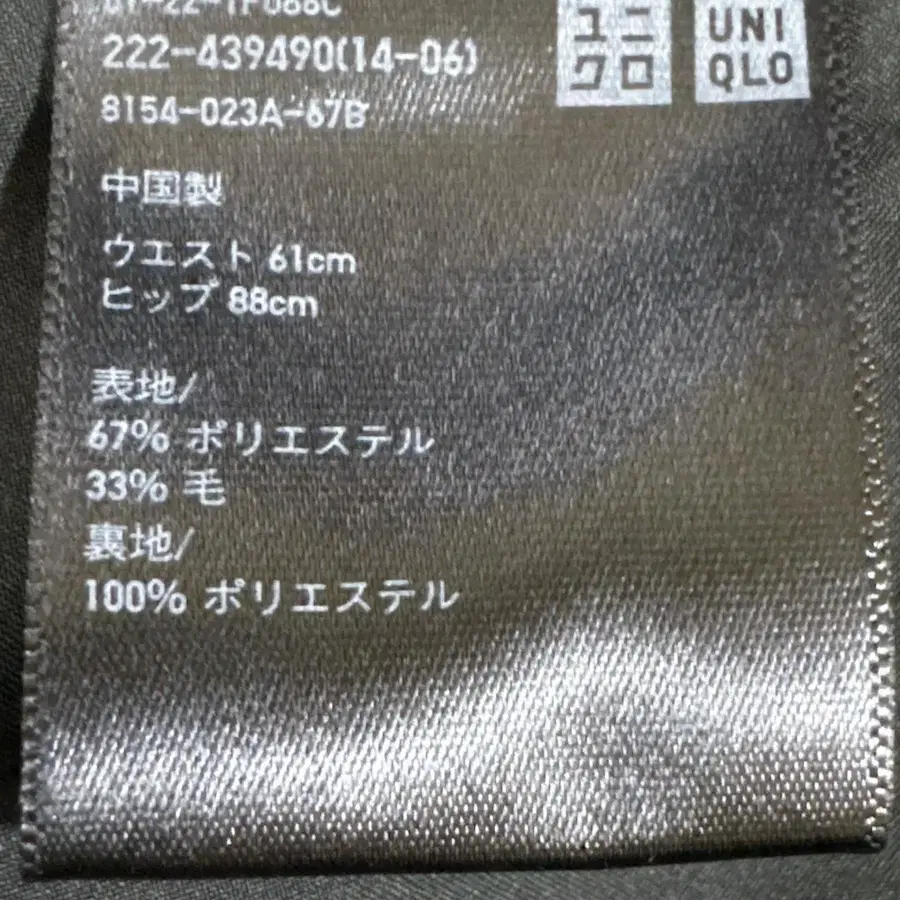 222-439490(14-06)
8154-023A-67B
ユニ
クロ
UNI
QLO
中国製
ウエスト 61cm
ヒップ 88cm
表地/
67% ポリエステル
33% 毛
裏地/
100% ポリエステル